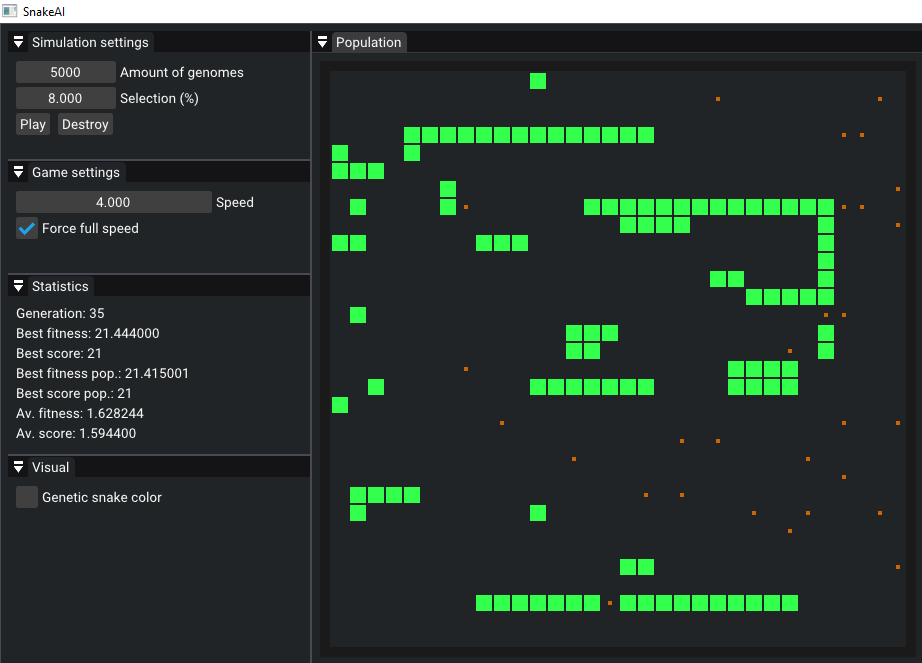 SnakeAI
Simulation settings
5000 Amount of genomes
8.000 Selection (%)
Play Destroy
Game settings
4.000 Speed
Force full speed
Statistics
Generation: 35
Best fitness: 21.444000
Best score: 21
Best fitness pop.: 21.415001
Best score pop.: 21
Av. fitness: 1.628244
Av. score: 1.594400
Visual
Genetic snake color
Population